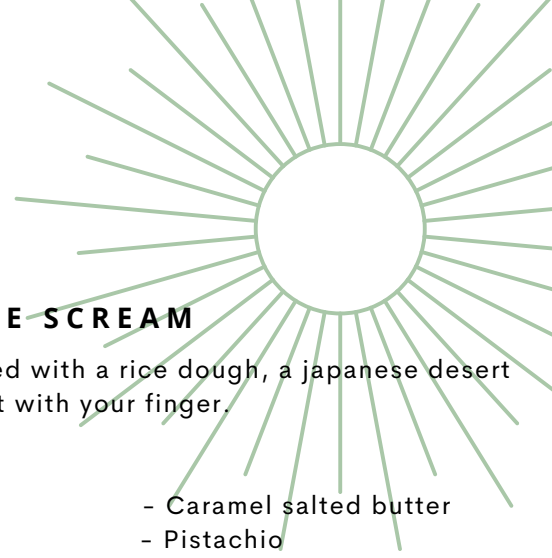 E SCREAM
ed with a rice dough, a japanese desert
t with your finger.
- Caramel salted butter
- Pistachio